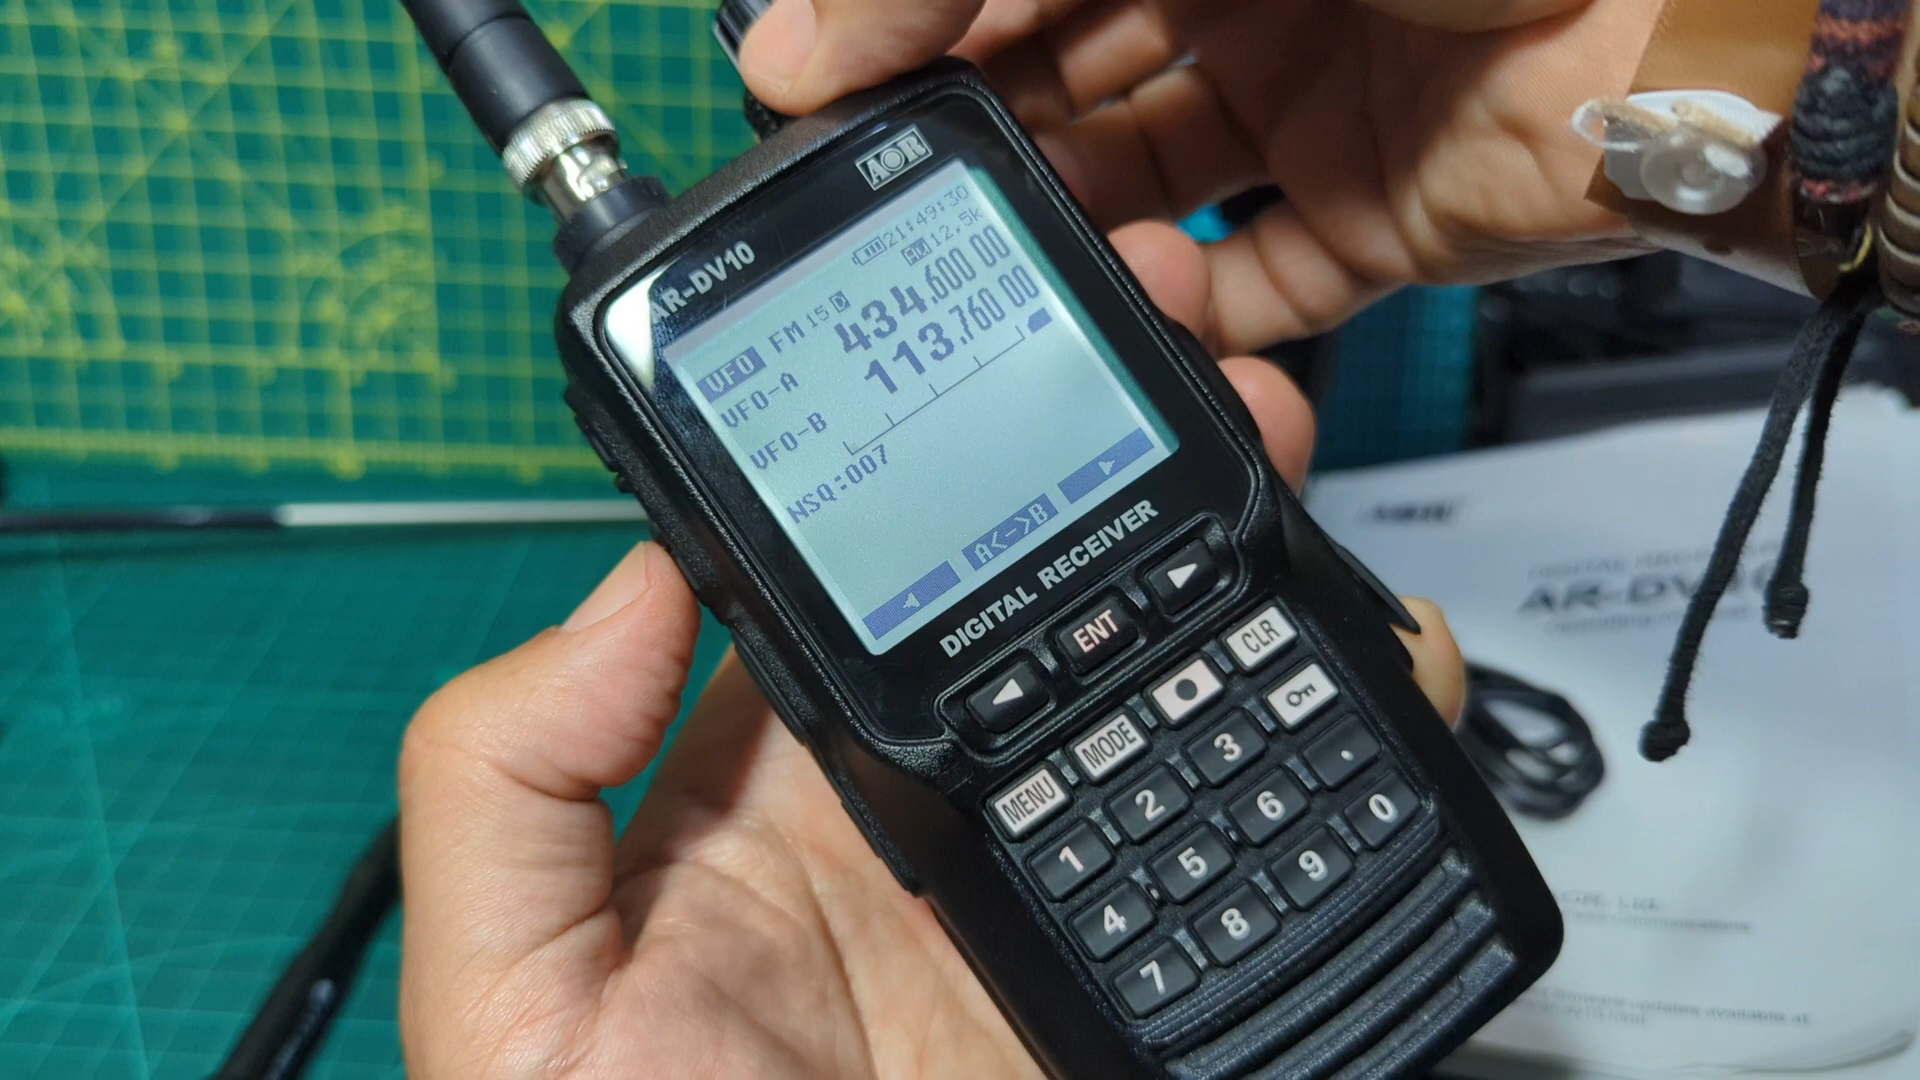 AOR
AR-DV10
21:49:30
VFO FM 15 D Au 12.5k
VFO-A 434.600 00
VFO-B 113.760 00
NSQ:007
◄ A<->B ►
DIGITAL RECEIVER
◄ ENT ►
MENU MODE ● CLR
1 2 3
4 5 6 .
7 8 9 0
AR-DV10